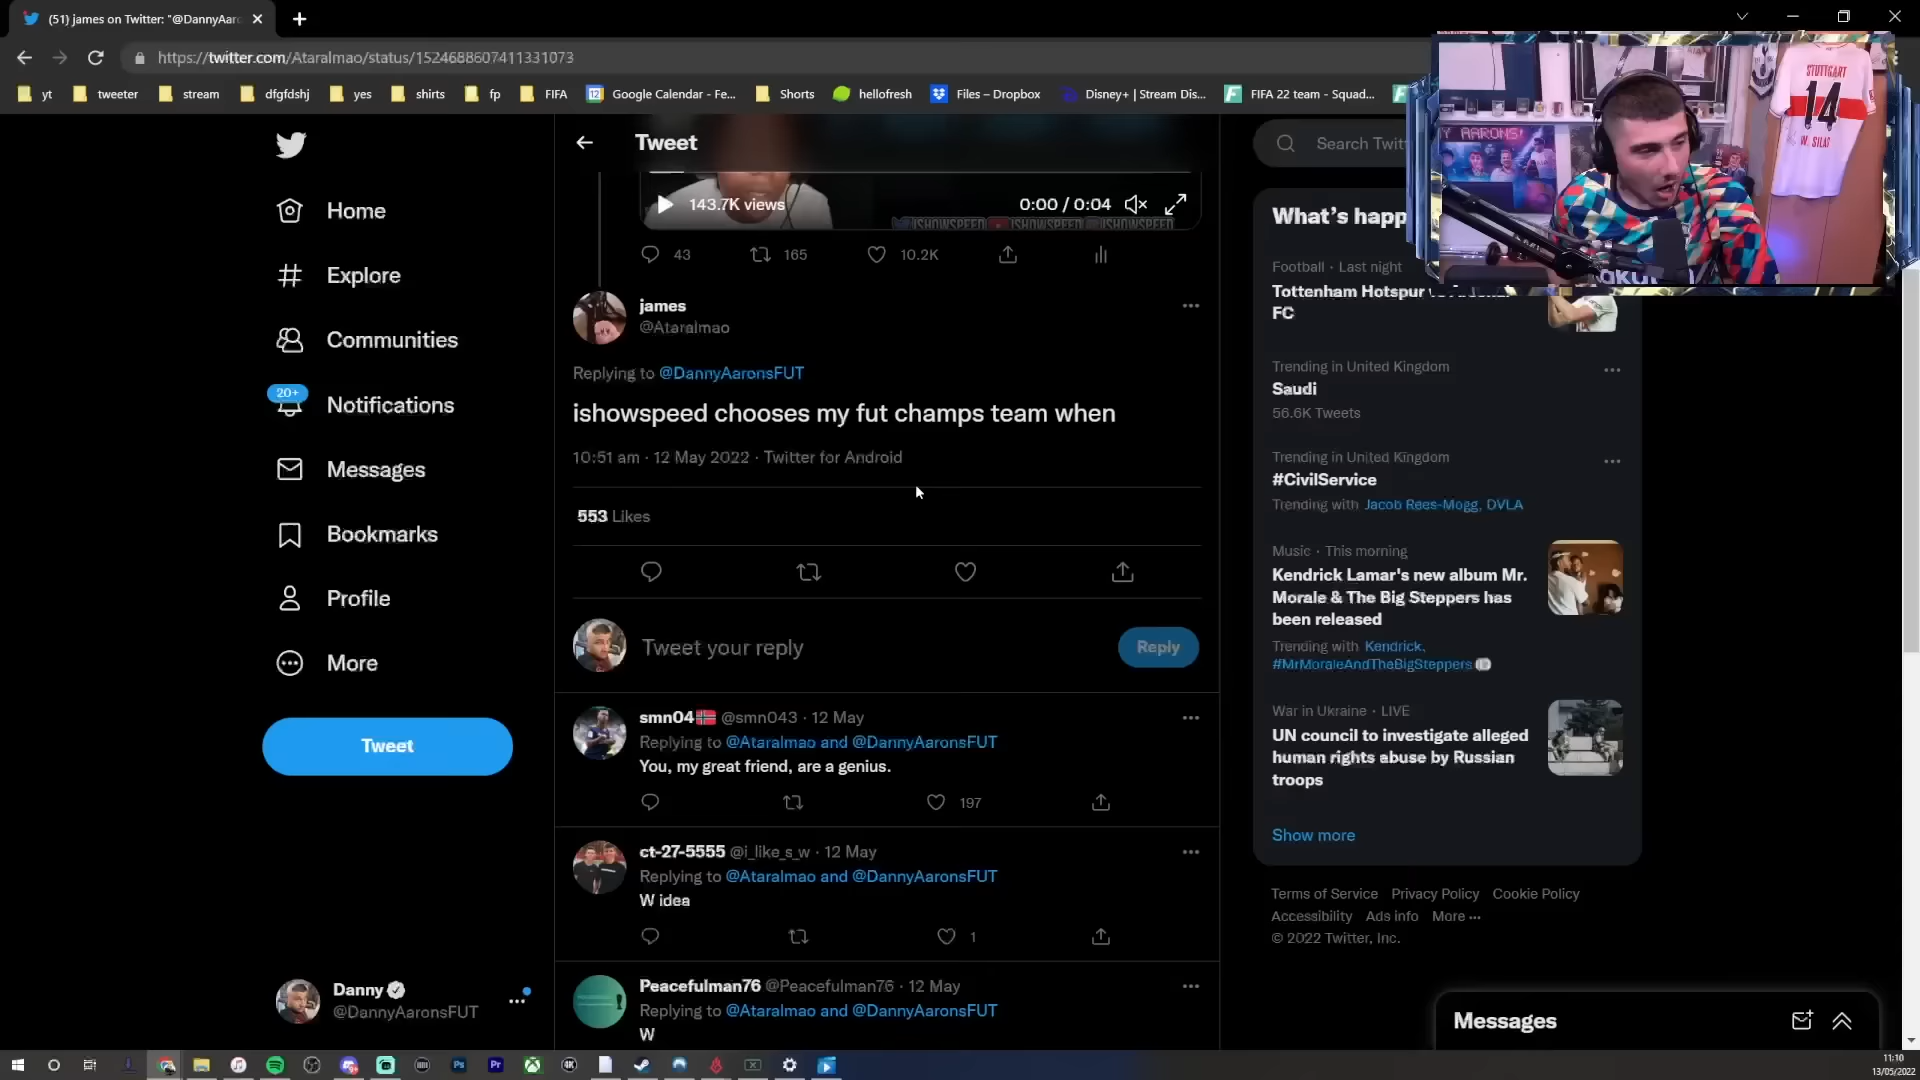 (51) james on Twitter: "@DannyAar
https://twitter.com/Ataralmao/status/1524688607411331073
yt
tweeter
stream
dfgfdshj
yes
shirts
fp
FIFA
Google Calendar - Fe...
Shorts
hellofresh
Files – Dropbox
Disney+ | Stream Dis...
FIFA 22 team - Squad...
Home
Explore
Communities
20+
Notifications
Messages
Bookmarks
Profile
More
Tweet
Danny
@DannyAaronsFUT
Tweet
143.7K views
0:00 / 0:04
ISHOWSPEED ISHOWSPEED ISHOWSPEED
43
165
10.2K
james
@Ataralmao
Replying to @DannyAaronsFUT
ishowspeed chooses my fut champs team when
10:51 am · 12 May 2022 · Twitter for Android
553 Likes
Tweet your reply
Reply
smn04 @smn043 · 12 May
Replying to @Ataralmao and @DannyAaronsFUT
You, my great friend, are a genius.
197
ct-27-5555 @i_like_s_w · 12 May
Replying to @Ataralmao and @DannyAaronsFUT
W idea
1
Peacefulman76 @Peacefulman76 · 12 May
Replying to @Ataralmao and @DannyAaronsFUT
W
Search Twit
What's happ
Football · Last night
Tottenham Hotspur
FC
Trending in United Kingdom
Saudi
56.6K Tweets
Trending in United Kingdom
#CivilService
Trending with Jacob Rees-Mogg, DVLA
Music · This morning
Kendrick Lamar's new album Mr.
Morale & The Big Steppers has
been released
Trending with Kendrick,
#MrMoraleAndTheBigSteppers
War in Ukraine · LIVE
UN council to investigate alleged
human rights abuse by Russian
troops
Show more
Terms of Service Privacy Policy Cookie Policy
Accessibility Ads info More ···
© 2022 Twitter, Inc.
Messages
STUTTGART
14
SILAS
Y AARONS
Ps
Pr
4K
11:10
13/05/2022